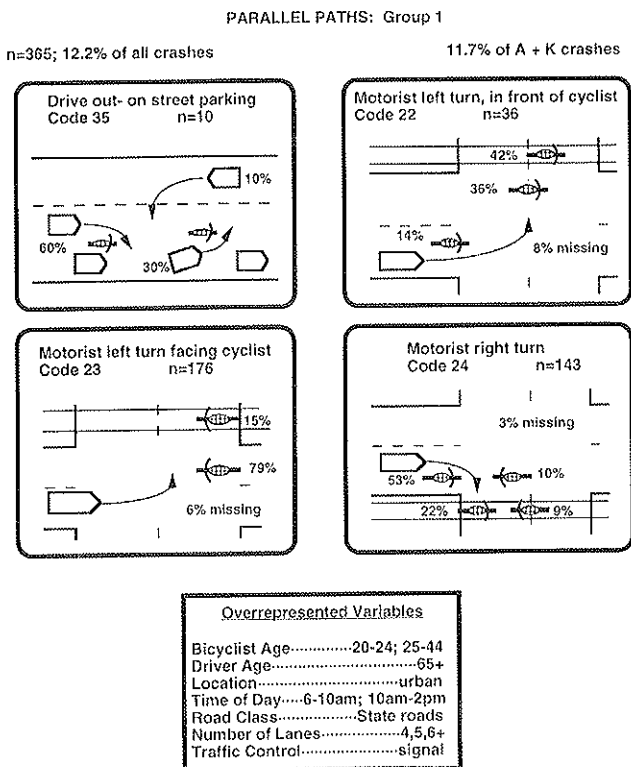 PARALLEL PATHS: Group 1
n=365; 12.2% of all crashes 11.7% of A + K crashes
Drive out- on street parking
Code 35 n=10
10%
60%
30%
Motorist left turn, in front of cyclist
Code 22 n=36
42%
36%
14%
8% missing
Motorist left turn facing cyclist
Code 23 n=176
15%
79%
6% missing
Motorist right turn
Code 24 n=143
3% missing
53% 10%
22% 9%
Overrepresented Variables
Bicyclist Age.............20-24; 25-44
Driver Age..........................65+
Location..........................urban
Time of Day.....6-10am; 10am-2pm
Road Class................State roads
Number of Lanes.............4,5,6+
Traffic Control..................signal